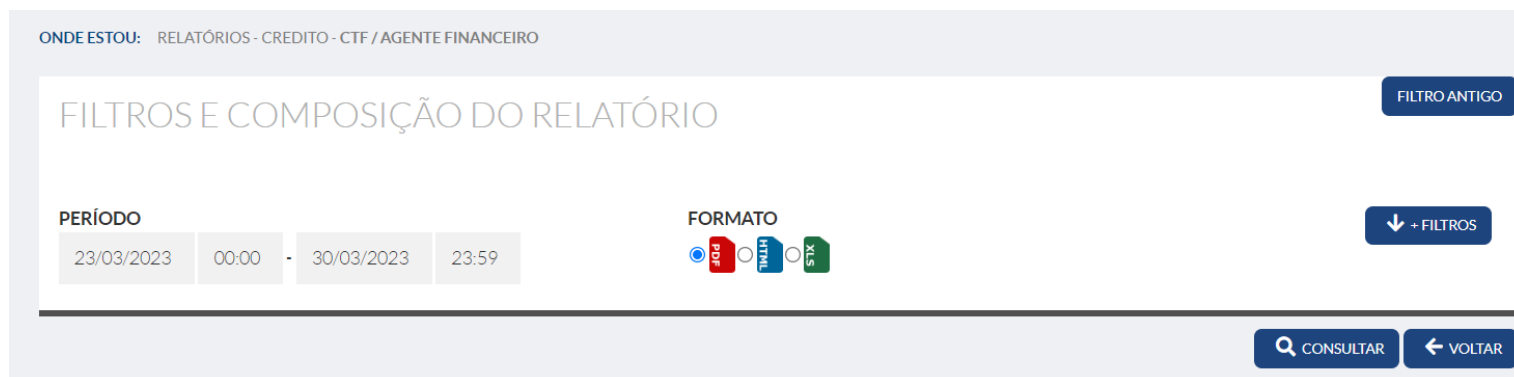 ONDE ESTOU: RELATÓRIOS - CREDITO - CTF / AGENTE FINANCEIRO
FILTRO ANTIGO
FILTROS E COMPOSIÇÃO DO RELATÓRIO
PERÍODO FORMATO
+ FILTROS
23/03/2023 00:00 - 30/03/2023 23:59 PDF HTML XLS
CONSULTAR VOLTAR